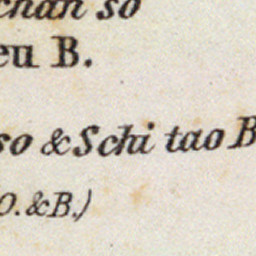 chan so
eu B.
so & Schi tao B
O. & B.)